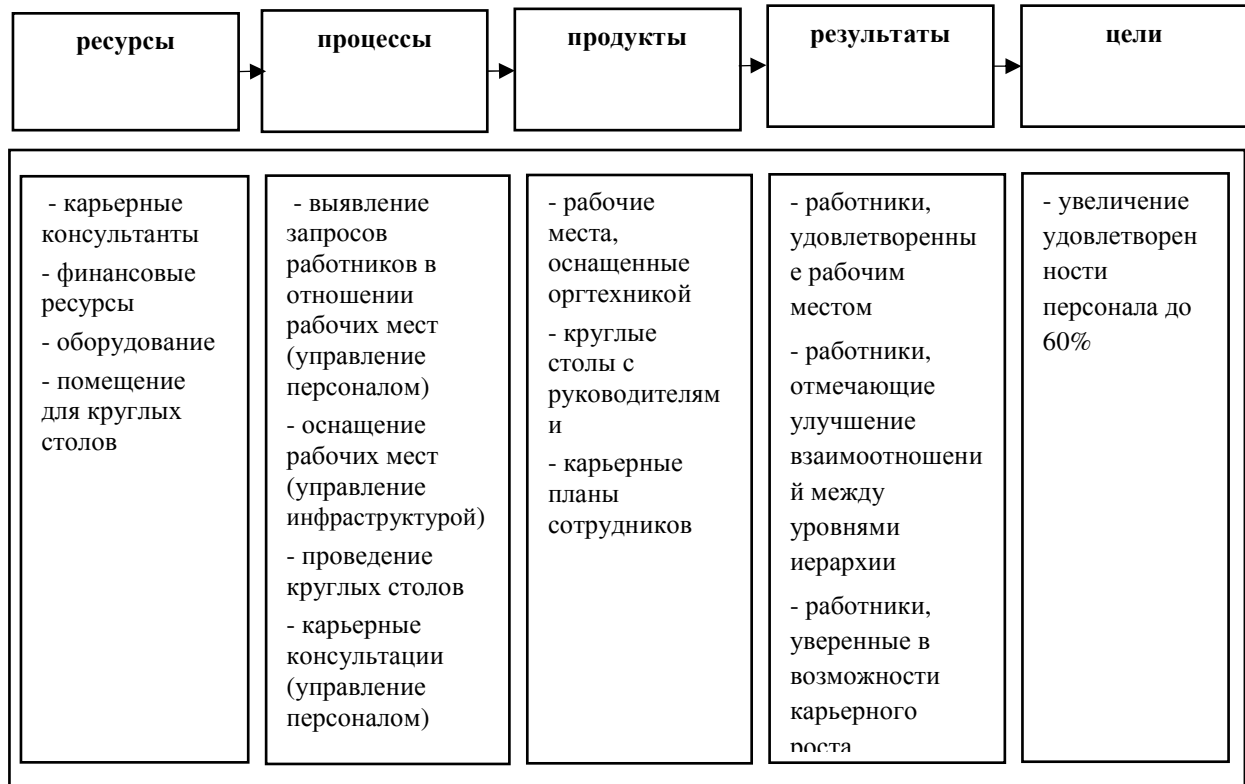 ресурсы
процессы
продукты
результаты
цели
- карьерные
консультанты
- финансовые
ресурсы
- оборудование
- помещение
для круглых
столов
- выявление
запросов
работников в
отношении
рабочих мест
(управление
персоналом)
- оснащение
рабочих мест
(управление
инфраструктурой)
- проведение
круглых столов
- карьерные
консультации
(управление
персоналом)
- рабочие
места,
оснащенные
оргтехникой
- круглые
столы с
руководителям
и
- карьерные
планы
сотрудников
- работники,
удовлетворенны
е рабочим
местом
- работники,
отмечающие
улучшение
взаимоотношени
й между
уровнями
иерархии
- работники,
уверенные в
возможности
карьерного
роста
- увеличение
удовлетворен
ности
персонала до
60%